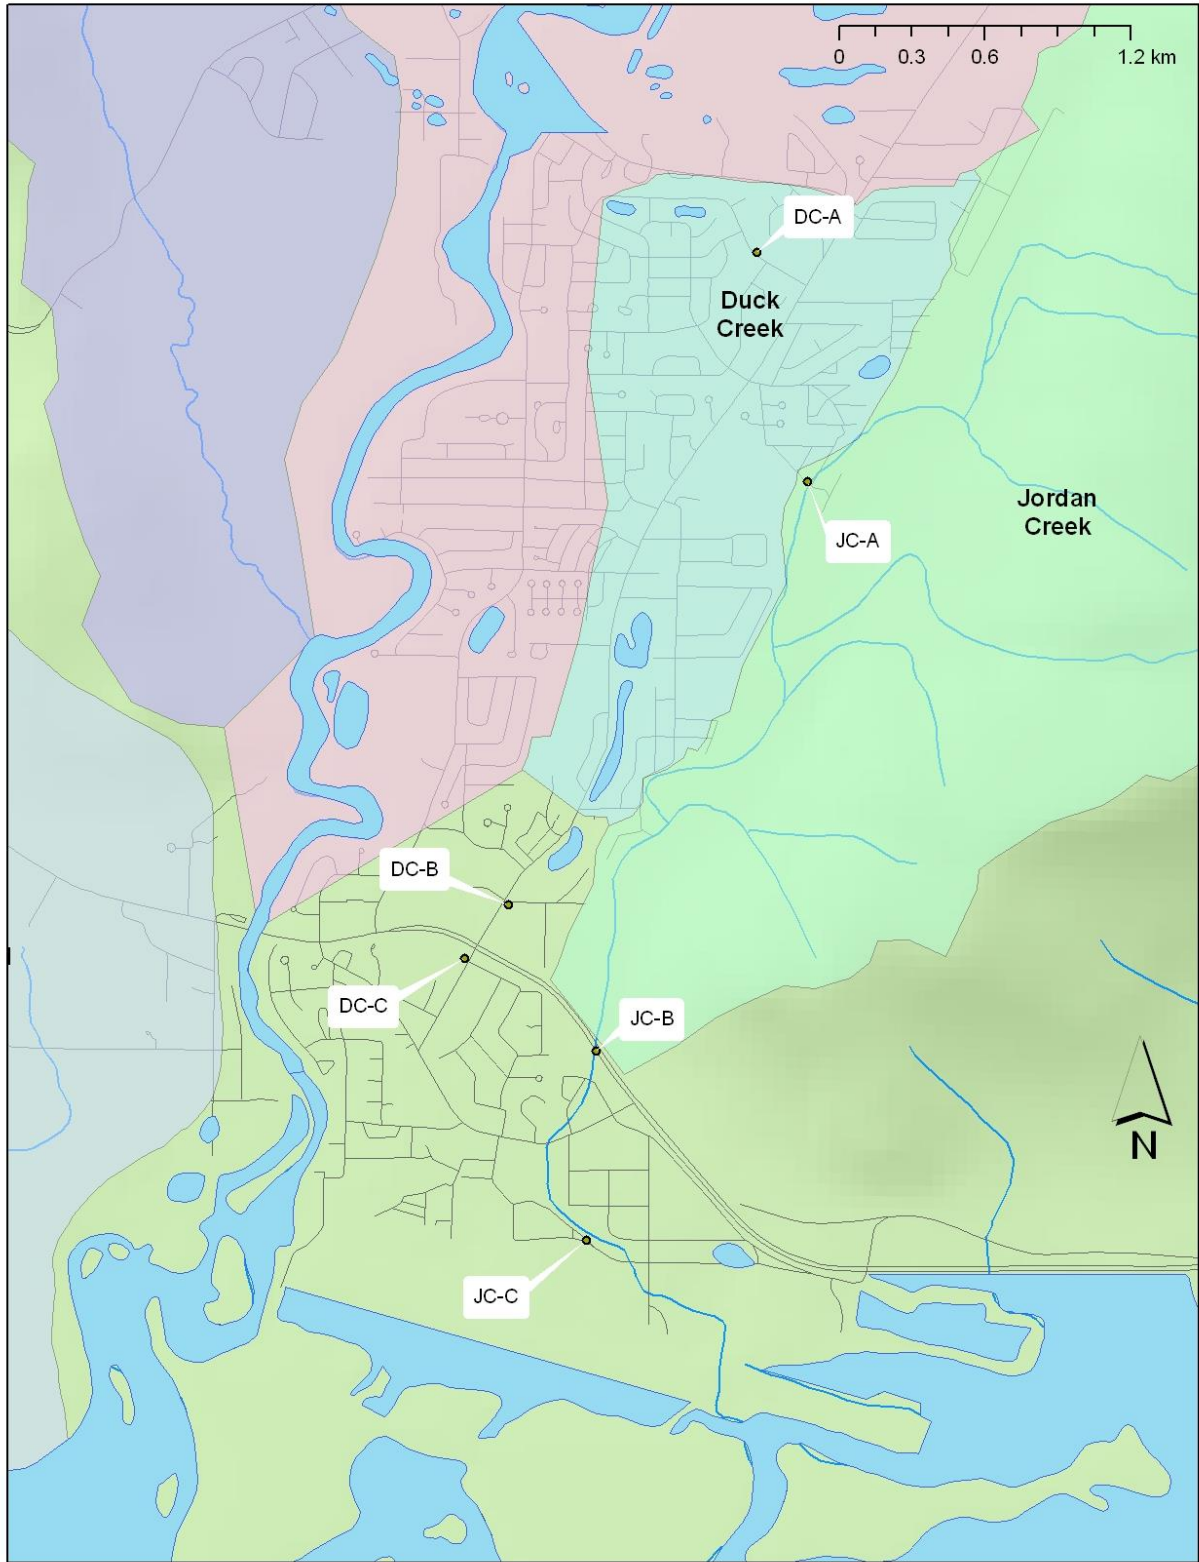 0 0.3 0.6 1.2 km
DC-A
Duck
Creek
Jordan
Creek
JC-A
DC-B
DC-C
JC-B
N
JC-C